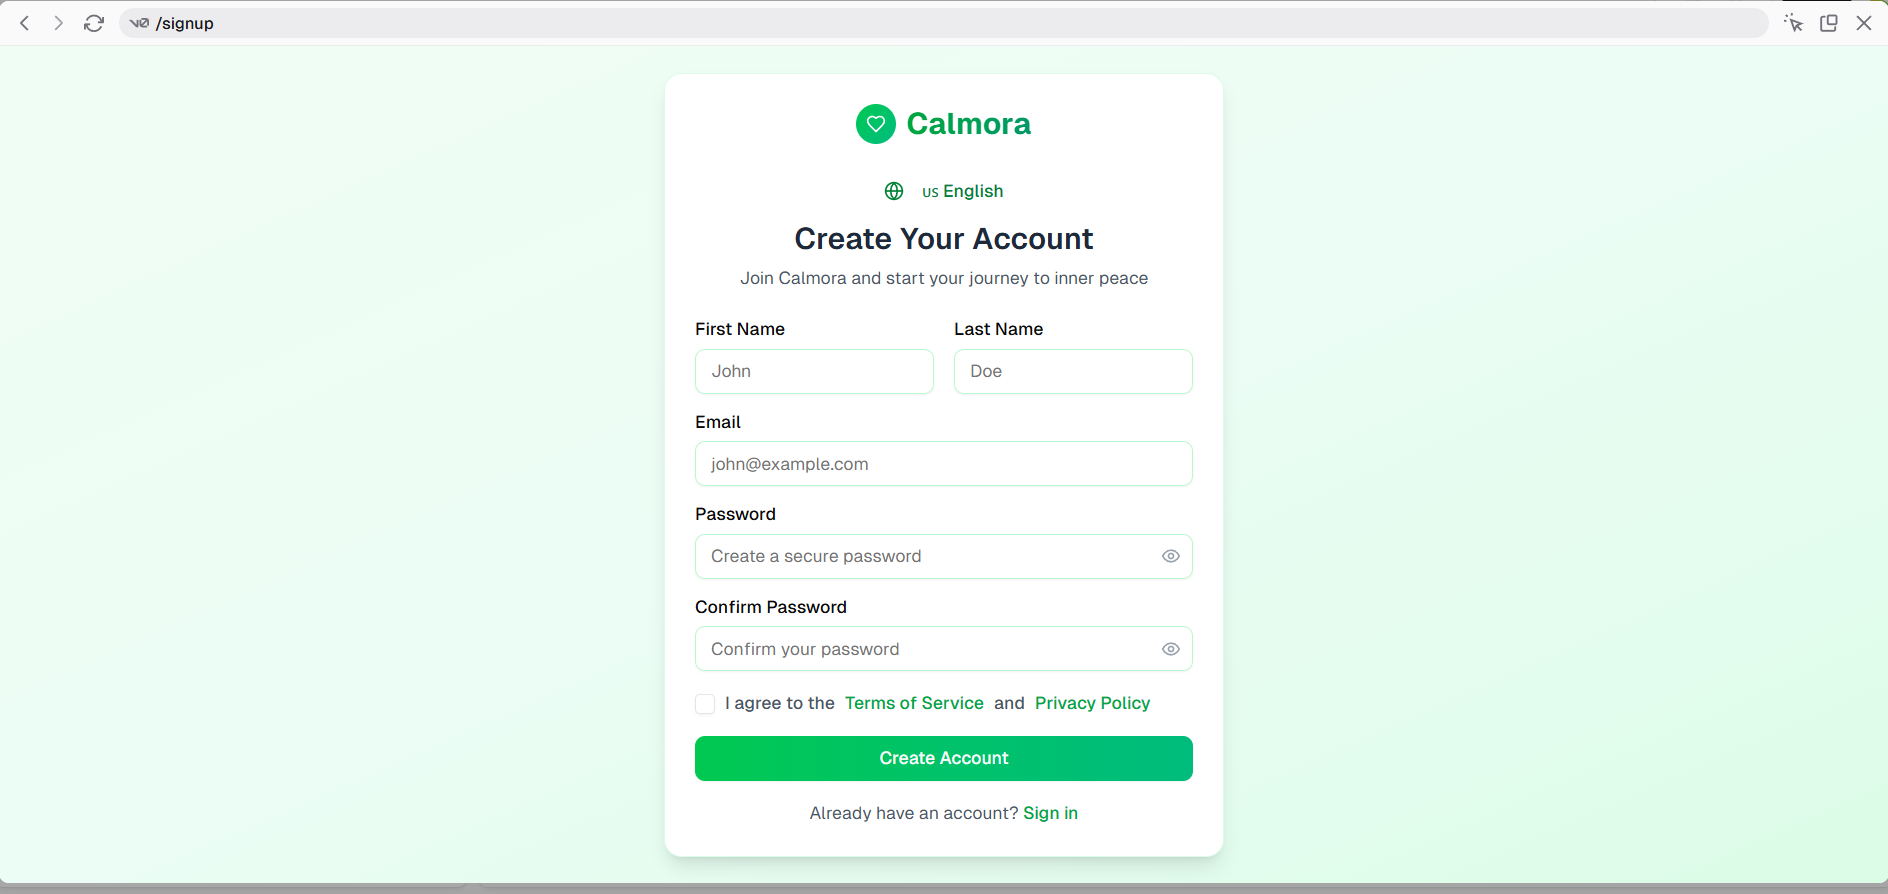 v0 /signup
Calmora
US English
Create Your Account
Join Calmora and start your journey to inner peace
First Name Last Name
John Doe
Email
john@example.com
Password
Create a secure password
Confirm Password
Confirm your password
I agree to the Terms of Service and Privacy Policy
Create Account
Already have an account? Sign in